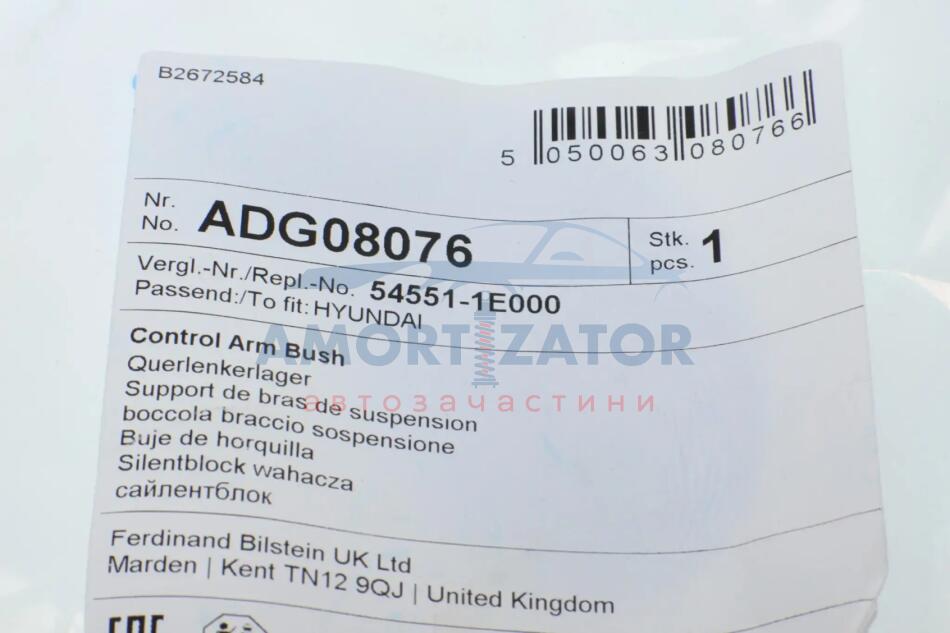 B2672584
5 050063 080766
Nr.
No. ADG08076
Stk.
pcs. 1
Vergl.-Nr./Repl.-No. 54551-1E000
Passend:/To fit: HYUNDAI
Control Arm Bush
Querlenkerlager
Support de bras de suspension
boccola braccio sospensione
Buje de horquilla
Silentblock wahacza
сайлентблок
AMORTIZATOR
автозачастини
Ferdinand Bilstein UK Ltd
Marden | Kent TN12 9QJ | United Kingdom